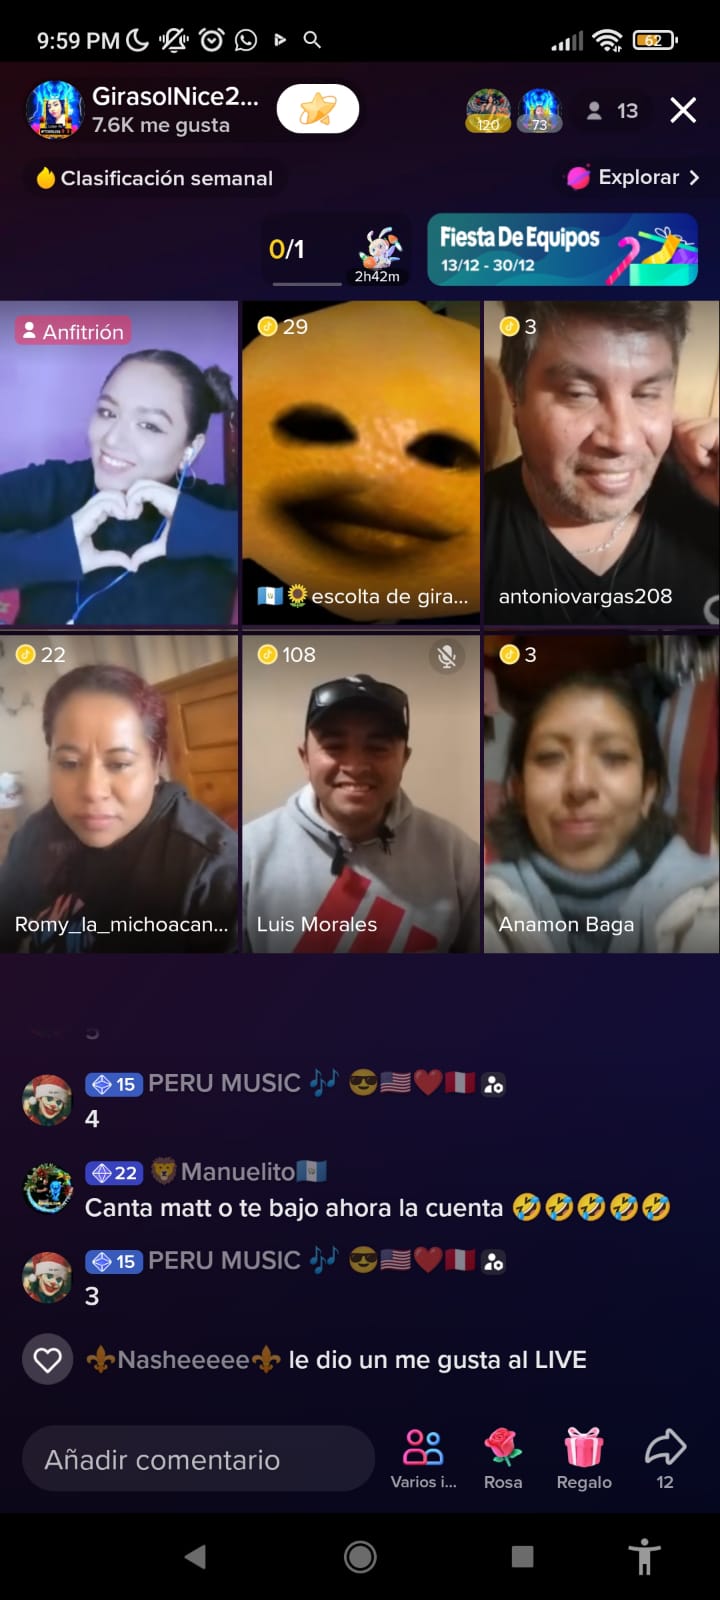 9:59 PM
62
GirasolNice2...
7.6K me gusta
120
73
13
Clasificación semanal
Explorar
0/1
2h42m
Fiesta De Equipos
13/12 - 30/12
Anfitrión
29
3
🇬🇹🌻escolta de gira...
antoniovargas208
22
108
3
Romy_la_michoacan...
Luis Morales
Anamon Baga
15 PERU MUSIC 🎶 😎🇺🇸❤️🇵🇪
4
22 🦁Manuelito🇬🇹
Canta matt o te bajo ahora la cuenta 🤣🤣🤣🤣🤣
15 PERU MUSIC 🎶 😎🇺🇸❤️🇵🇪
3
⚜️Nasheeeee⚜️ le dio un me gusta al LIVE
Añadir comentario
Varios i...
Rosa
Regalo
12